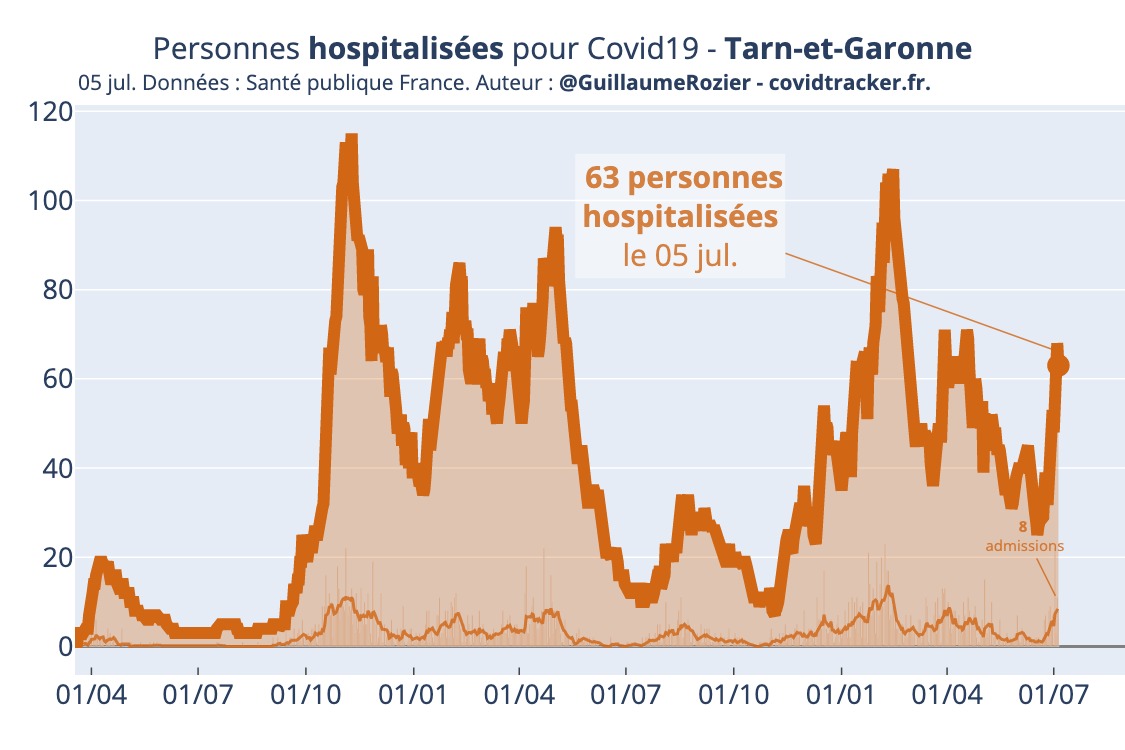 Personnes hospitalisées pour Covid19 - Tarn-et-Garonne
05 jul. Données : Santé publique France. Auteur : @GuillaumeRozier - covidtracker.fr.
120
100
80
60
40
20
0
63 personnes
hospitalisées
le 05 jul.
8
admissions
01/04 01/07 01/10 01/01 01/04 01/07 01/10 01/01 01/04 01/07